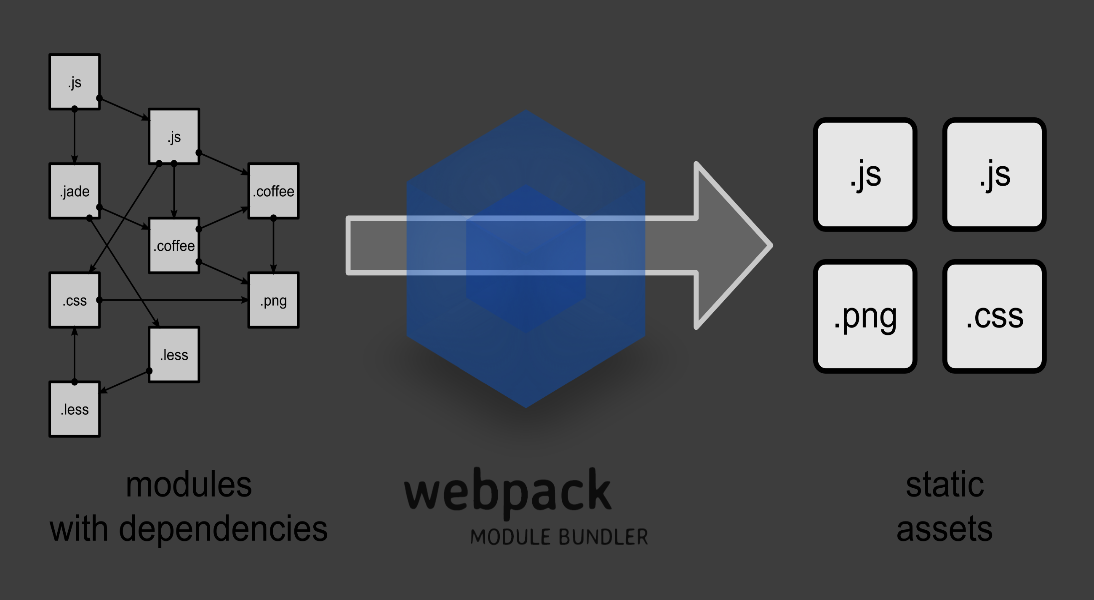 .js
.js
.jade
.coffee
.coffee
.css
.png
.less
.less
modules
with dependencies
webpack
MODULE BUNDLER
.js
.js
.png
.css
static
assets